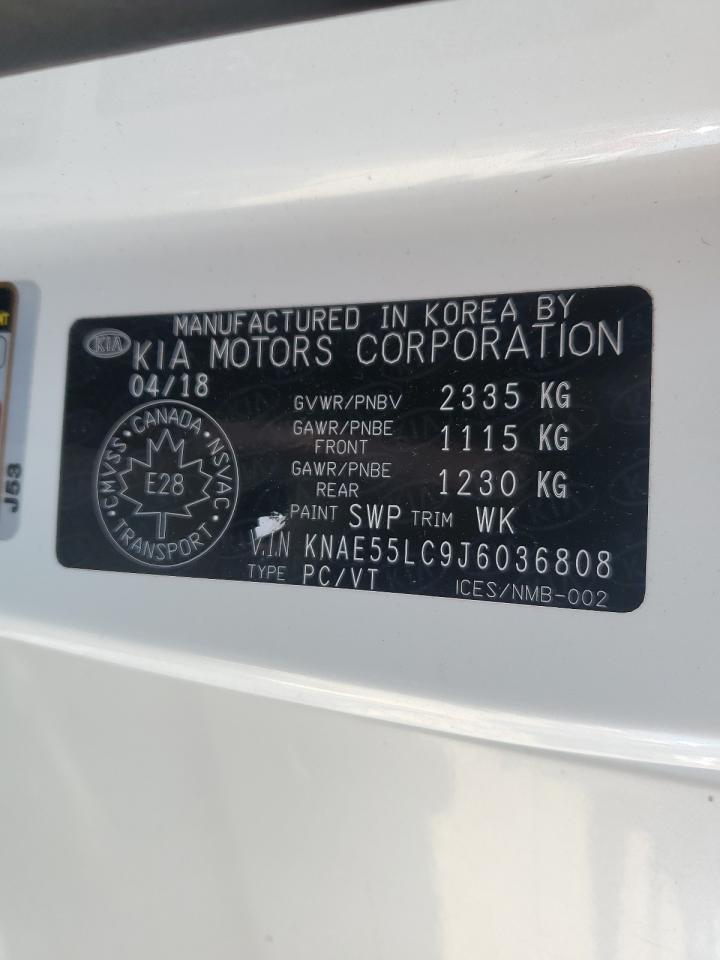 MANUFACTURED IN KOREA BY
KIA KIA MOTORS CORPORATION
04/18
GVWR/PNBV 2335 KG
GAWR/PNBE FRONT 1115 KG
GAWR/PNBE REAR 1230 KG
CMVSS • CANADA • NSVAC • TRANSPORT •
E28
PAINT SWP TRIM WK
V.I.N KNAE55LC9J6036808
TYPE PC/VT ICES/NMB-002
J53